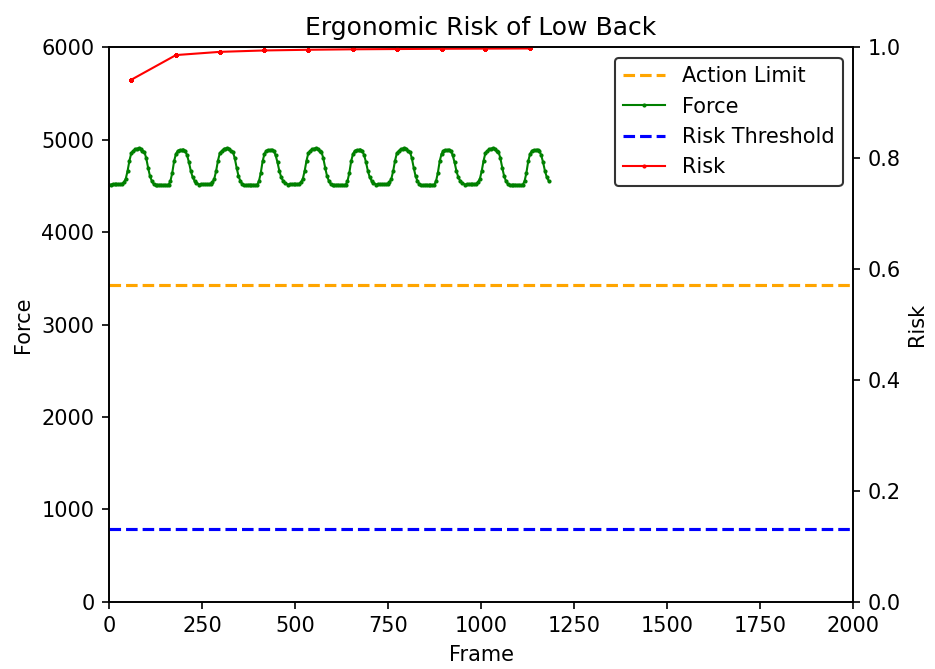 Ergonomic Risk of Low Back
6000
5000
4000
3000
2000
1000
0
Force
0
250
500
750
1000
1250
1500
1750
2000
Frame
1.0
0.8
0.6
0.4
0.2
0.0
Risk
Action Limit
Force
Risk Threshold
Risk